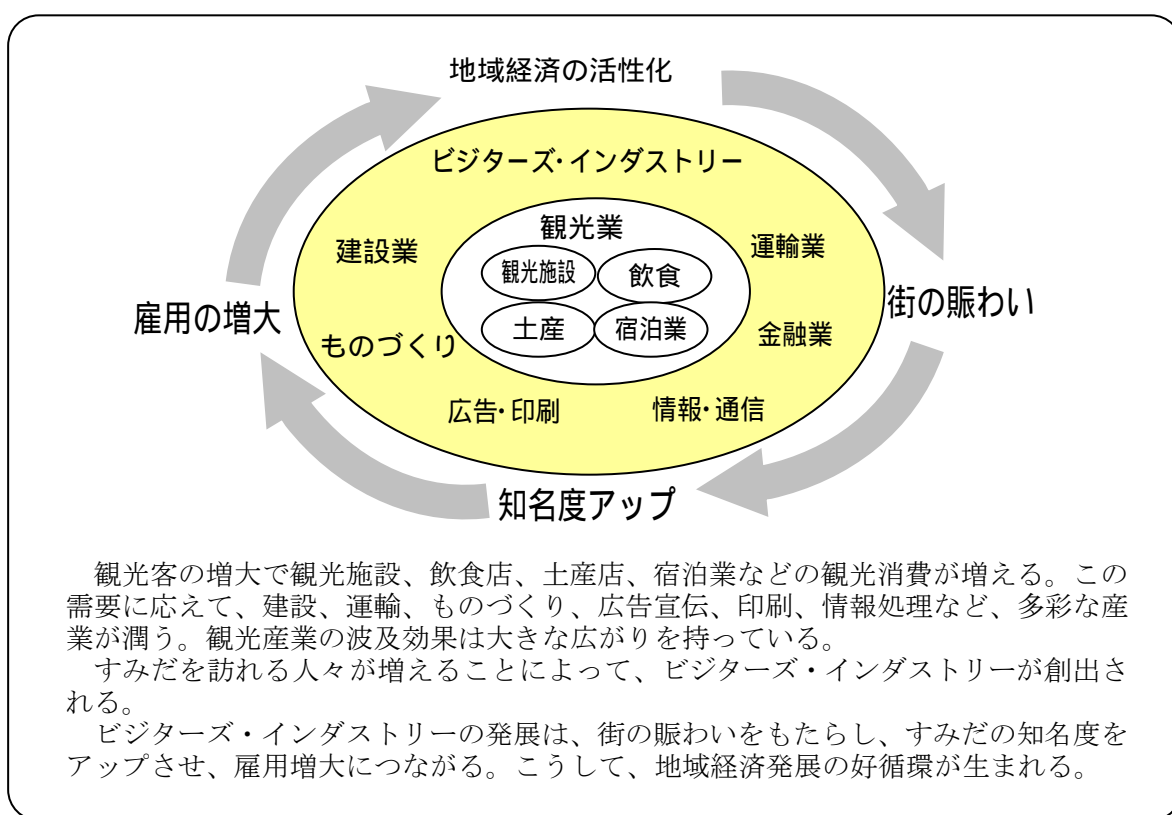 地域経済の活性化
ビジターズ・インダストリー
観光業
建設業
運輸業
観光施設
飲食
雇用の増大
街の賑わい
土産
宿泊業
ものづくり
金融業
広告・印刷
情報・通信
知名度アップ
観光客の増大で観光施設、飲食店、土産店、宿泊業などの観光消費が増える。この
需要に応えて、建設、運輸、ものづくり、広告宣伝、印刷、情報処理など、多彩な産
業が潤う。観光産業の波及効果は大きな広がりを持っている。
すみだを訪れる人々が増えることによって、ビジターズ・インダストリーが創出さ
れる。
ビジターズ・インダストリーの発展は、街の賑わいをもたらし、すみだの知名度を
アップさせ、雇用増大につながる。こうして、地域経済発展の好循環が生まれる。